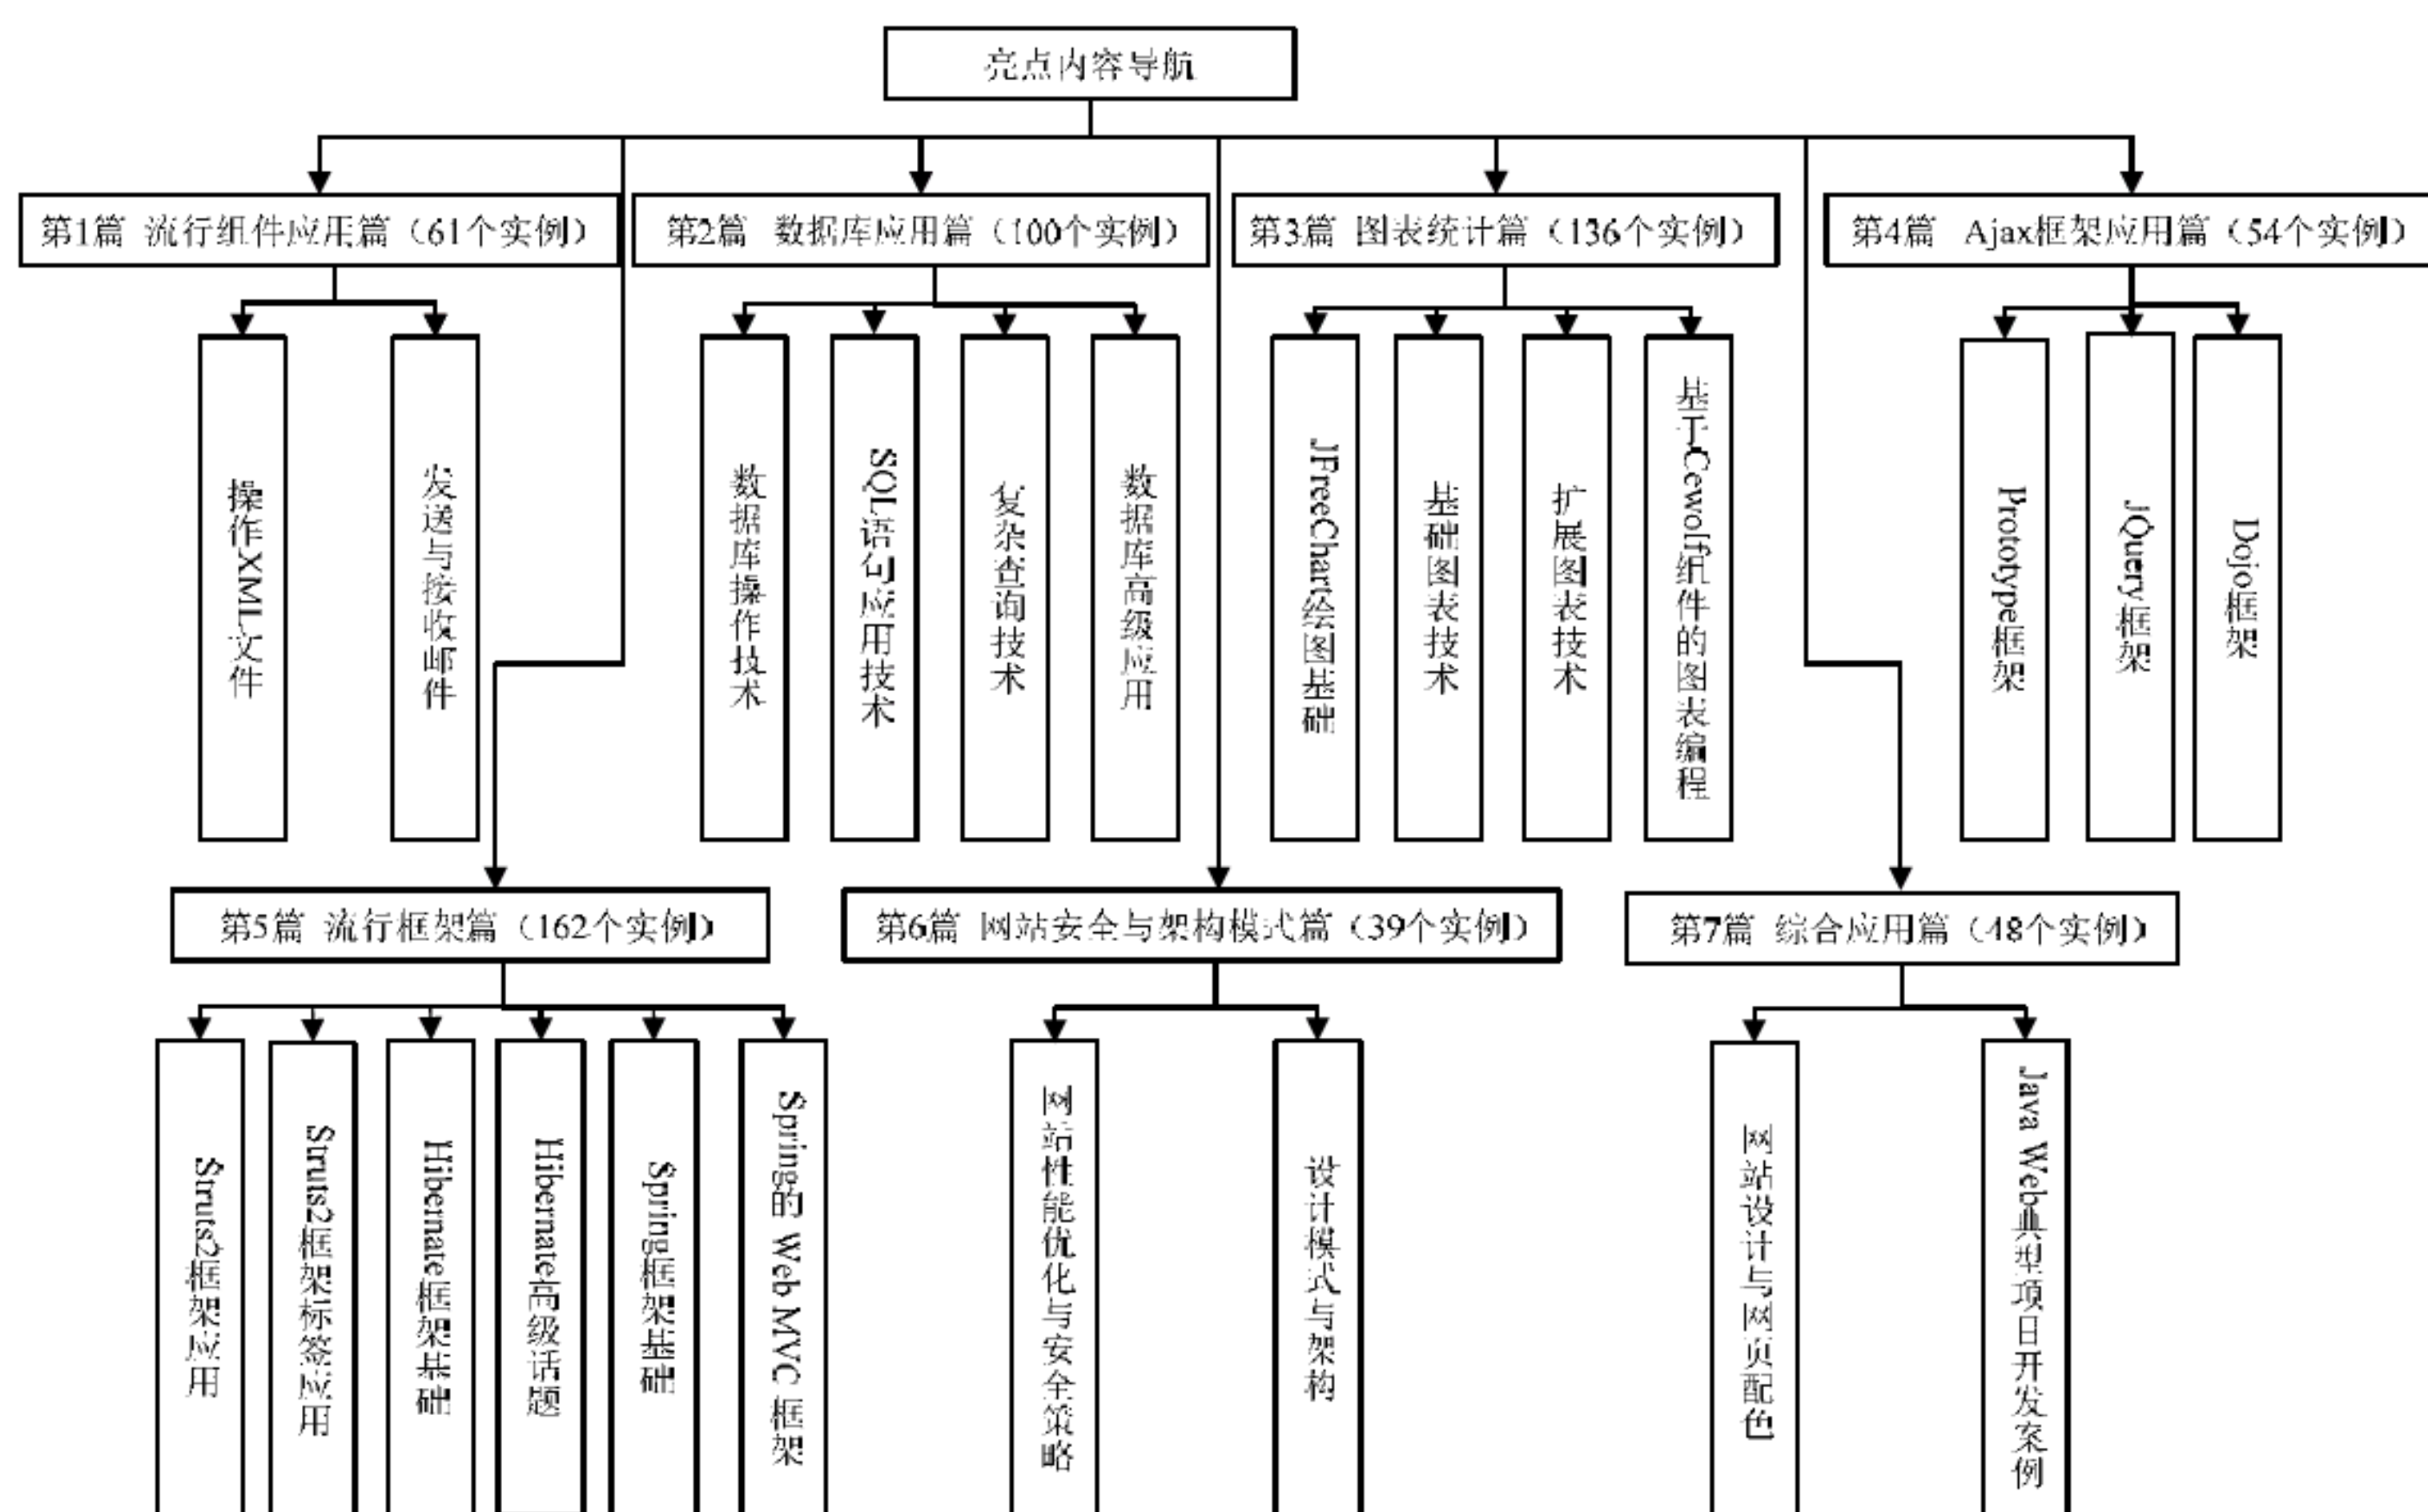 亮点内容导航
第1篇 流行组件应用篇（61个实例）
第2篇 数据库应用篇（100个实例）
第3篇 图表统计篇（136个实例）
第4篇 Ajax框架应用篇（54个实例）
操作XML文件
发送与接收邮件
数据库操作技术
SQL语句应用技术
复杂查询技术
数据库高级应用
JFreeChart绘图基础
基础图表技术
扩展图表技术
基于Cewolf组件的图表编程
Prototype框架
JQuery框架
Dojo框架
第5篇 流行框架篇（162个实例）
第6篇 网站安全与架构模式篇（39个实例）
第7篇 综合应用篇（48个实例）
Struts2框架应用
Struts2框架标签应用
Hibernate框架基础
Hibernate高级话题
Spring框架基础
Spring的 Web MVC 框架
网站性能优化与安全策略
设计模式与架构
网站设计与网页配色
Java Web典型项目开发案例